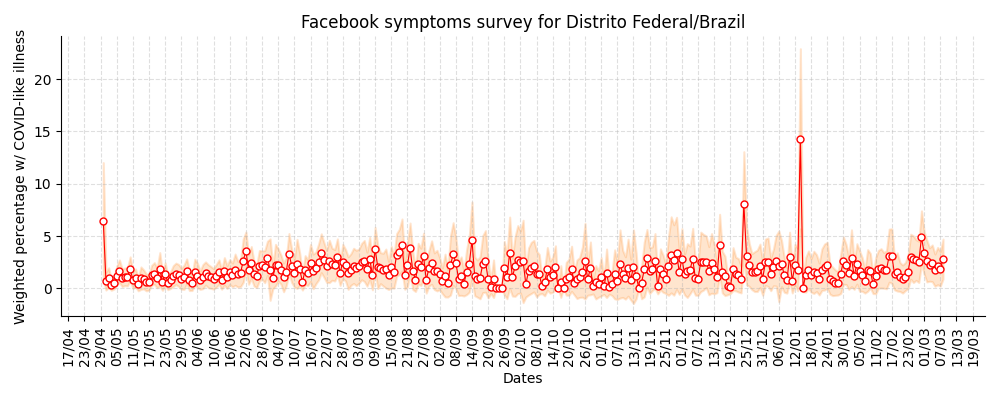 Facebook symptoms survey for Distrito Federal/Brazil
Weighted percentage w/ COVID-like illness
20
15
10
5
0
17/04 23/04 29/04 05/05 11/05 17/05 23/05 29/05 04/06 10/06 16/06 22/06 28/06 04/07 10/07 16/07 22/07 28/07 03/08 09/08 15/08 21/08 27/08 02/09 08/09 14/09 20/09 26/09 02/10 08/10 14/10 20/10 26/10 01/11 07/11 13/11 19/11 25/11 01/12 07/12 13/12 19/12 25/12 31/12 06/01 12/01 18/01 24/01 30/01 05/02 11/02 17/02 23/02 01/03 07/03 13/03 19/03
Dates